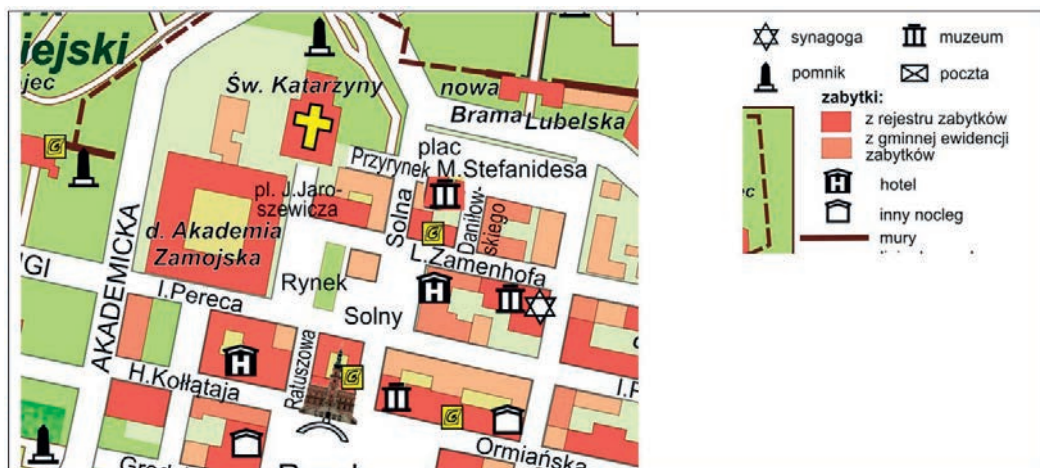 iejski
jec
Św. Katarzyny
nowa
Brama Lubelska
plac
Przyrynek M.Stefanidesa
pl. J.Jaro-
szewicza
d. Akademia
Zamojska
AKADEMICKA
Solna
Daniłow-
skiego
L.Zamenhofa
Rynek
Solny
I.Pereca
H.Kołłątaja
Ratuszowa
Ormiańska
synagoga
muzeum
pomnik
poczta
zabytki:
z rejestru zabytków
z gminnej ewidencji
zabytków
hotel
inny nocleg
mury